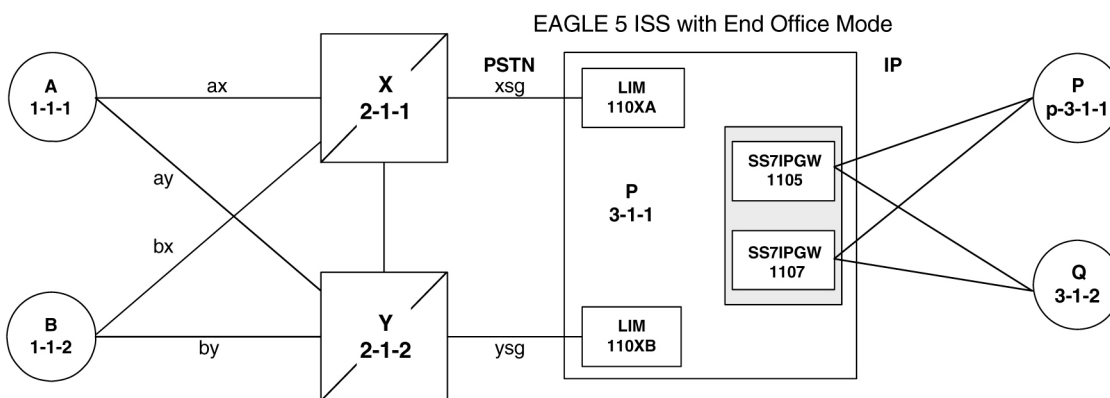 EAGLE 5 ISS with End Office Mode
A
1-1-1
ax
X
2-1-1
PSTN
xsg
LIM
110XA
IP
P
p-3-1-1
ay
SS7IPGW
1105
P
3-1-1
bx
SS7IPGW
1107
Q
3-1-2
B
1-1-2
by
Y
2-1-2
ysg
LIM
110XB